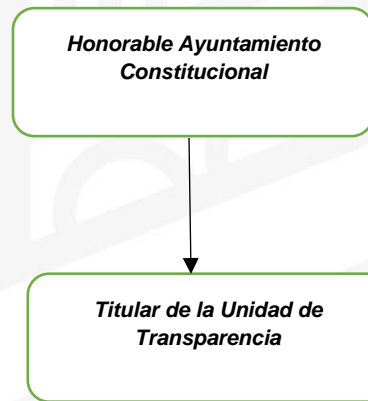 Honorable Ayuntamiento
Constitucional
Titular de la Unidad de
Transparencia